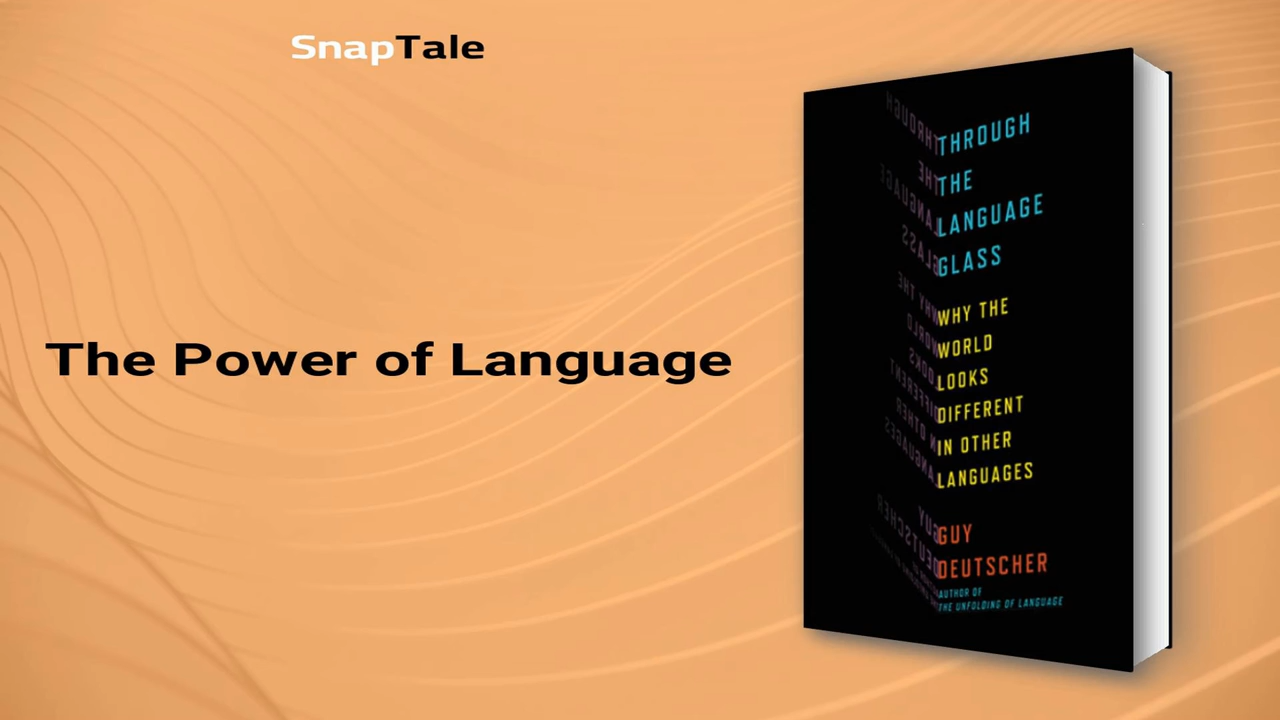 SnapTale
The Power of Language
THROUGH
THE
LANGUAGE
GLASS
WHY THE
WORLD
LOOKS
DIFFERENT
IN OTHER
LANGUAGES
GUY
DEUTSCHER
AUTHOR OF
THE UNFOLDING OF LANGUAGE